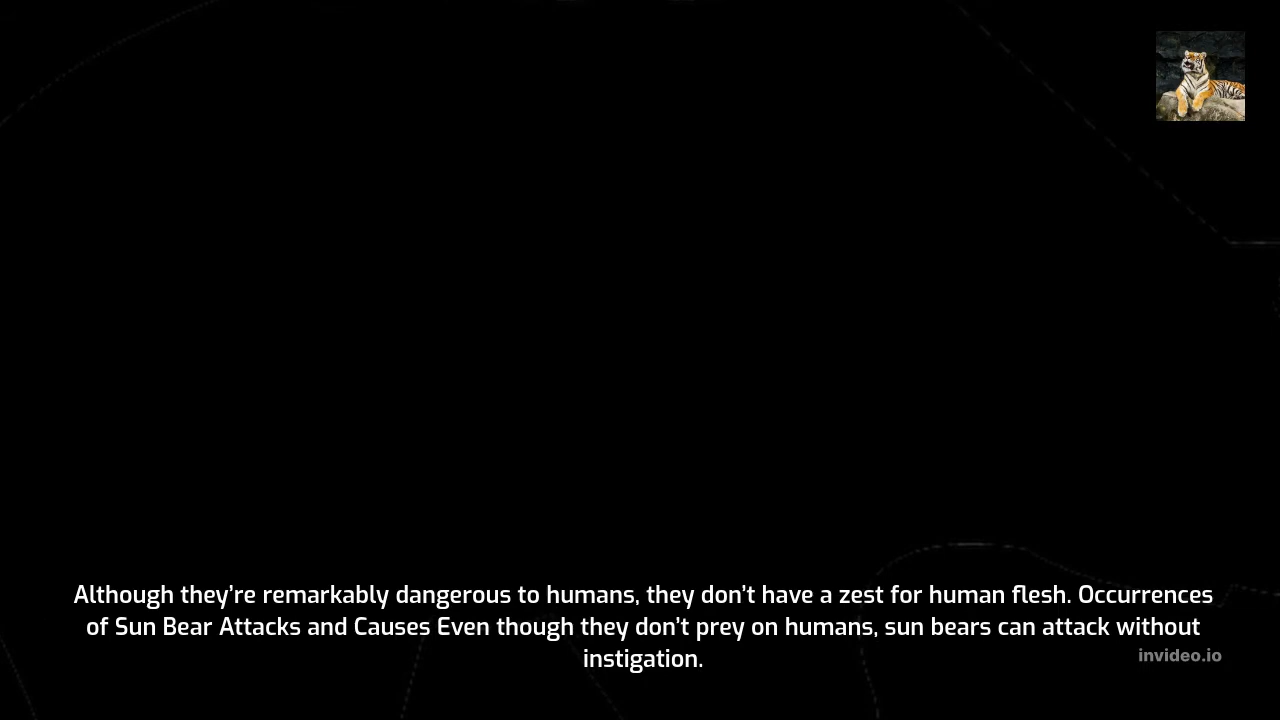 Although they're remarkably dangerous to humans, they don't have a zest for human flesh. Occurrences
of Sun Bear Attacks and Causes Even though they don't prey on humans, sun bears can attack without
instigation.
invideo.io